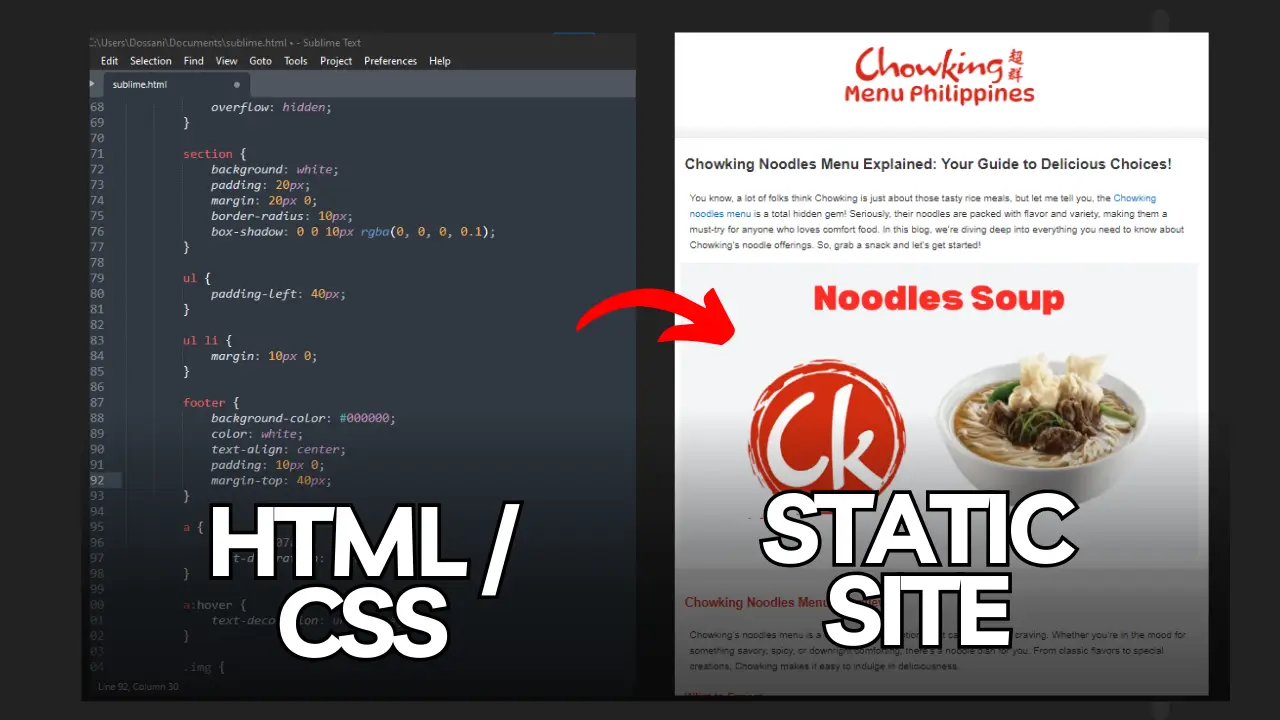 C:\Users\Dossani\Documents\sublime.html • - Sublime Text
Edit Selection Find View Goto Tools Project Preferences Help
sublime.html
68 overflow: hidden;
69 }
70
71 section {
72 background: white;
73 padding: 20px;
74 margin: 20px 0;
75 border-radius: 10px;
76 box-shadow: 0 0 10px rgba(0, 0, 0, 0.1);
77 }
78
79 ul {
80 padding-left: 40px;
81 }
82
83 ul li {
84 margin: 10px 0;
85 }
86
87 footer {
88 background-color: #000000;
89 color: white;
90 text-align: center;
91 padding: 10px 0;
92 margin-top: 40px;
93 }
94
95 a {
96
97
98 }
99
00 a:hover {
01
02 }
03
04 .img {
Line 92, Column 30
HTML /
CSS
Chowking 超群
Menu Philippines
Chowking Noodles Menu Explained: Your Guide to Delicious Choices!
You know, a lot of folks think Chowking is just about those tasty rice meals, but let me tell you, the Chowking
noodles menu is a total hidden gem! Seriously, their noodles are packed with flavor and variety, making them a
must-try for anyone who loves comfort food. In this blog, we're diving deep into everything you need to know about
Chowking's noodle offerings. So, grab a snack and let's get started!
Noodles Soup
Ck
STATIC
SITE
Chowking Noodles Menu
Chowking's noodles menu is a craving. Whether you're in the mood for
something savory, spicy, or downright comforting, there's a noodle dish for you. From classic flavors to special
creations, Chowking makes it easy to indulge in deliciousness.